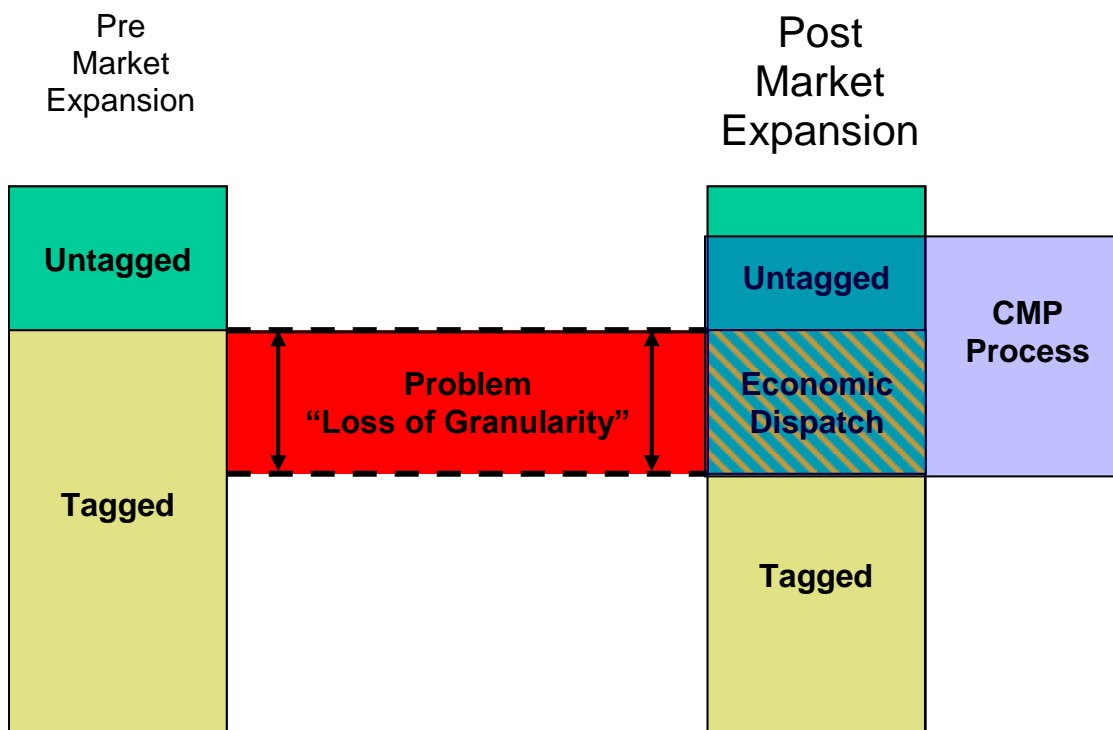 Pre
Market
Expansion
Post
Market
Expansion
Untagged
Untagged
CMP
Process
Problem
“Loss of Granularity”
Economic
Dispatch
Tagged
Tagged